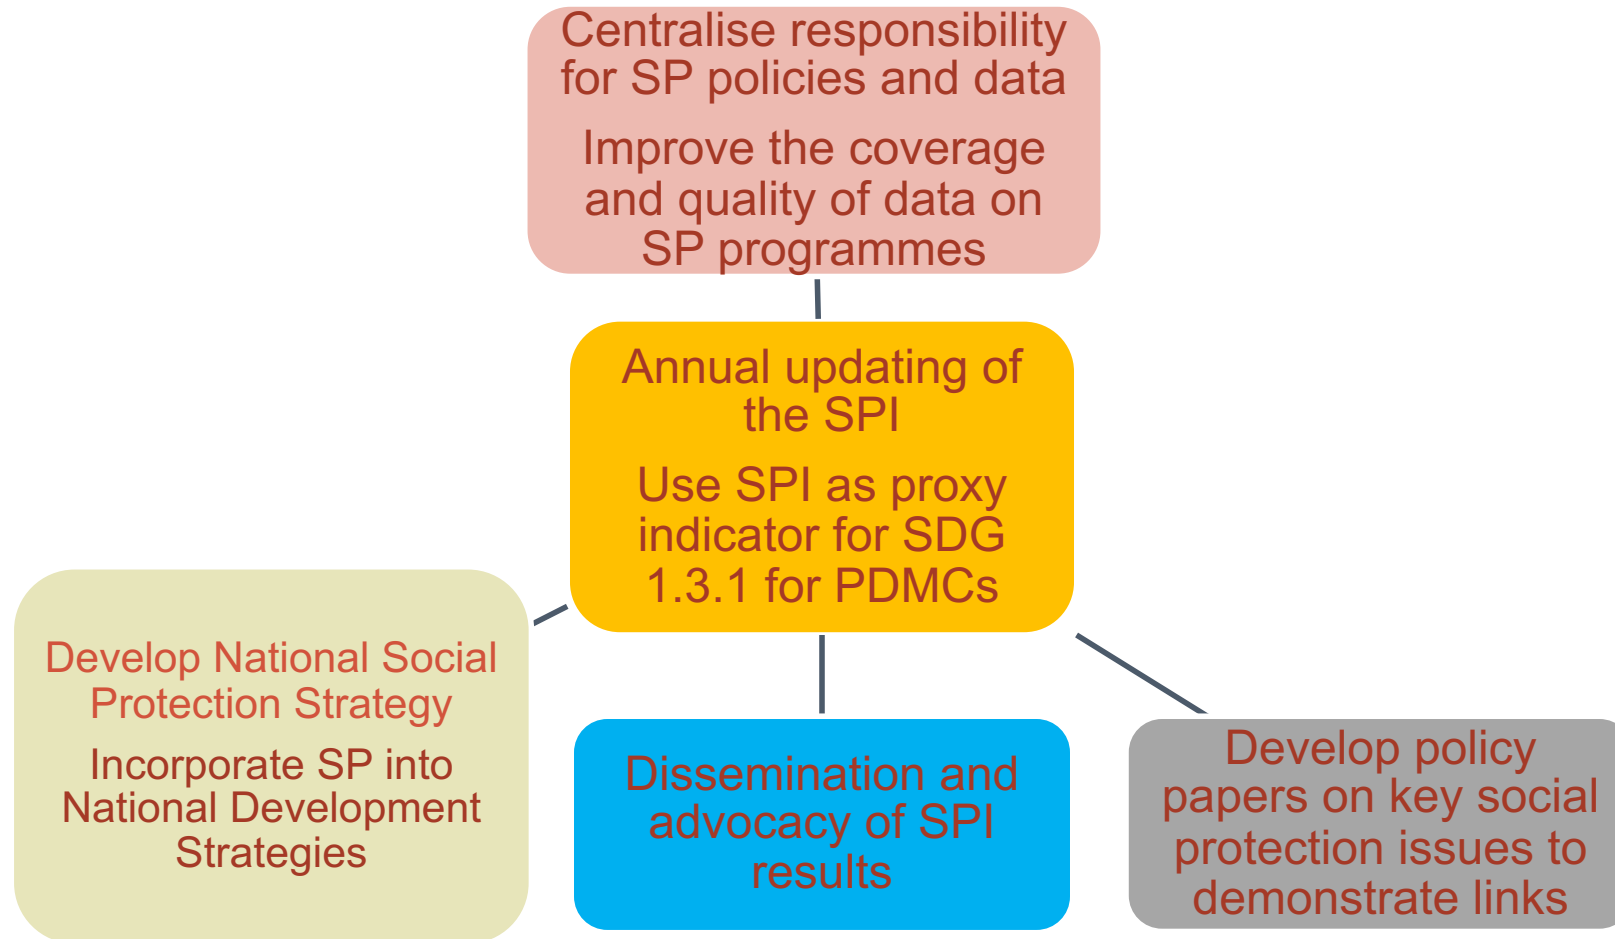 Centralise responsibility
for SP policies and data
Improve the coverage
and quality of data on
SP programmes
Annual updating of
the SPI
Use SPI as proxy
indicator for SDG
1.3.1 for PDMCs
Develop National Social
Protection Strategy
Incorporate SP into
National Development
Strategies
Dissemination and
advocacy of SPI
results
Develop policy
papers on key social
protection issues to
demonstrate links